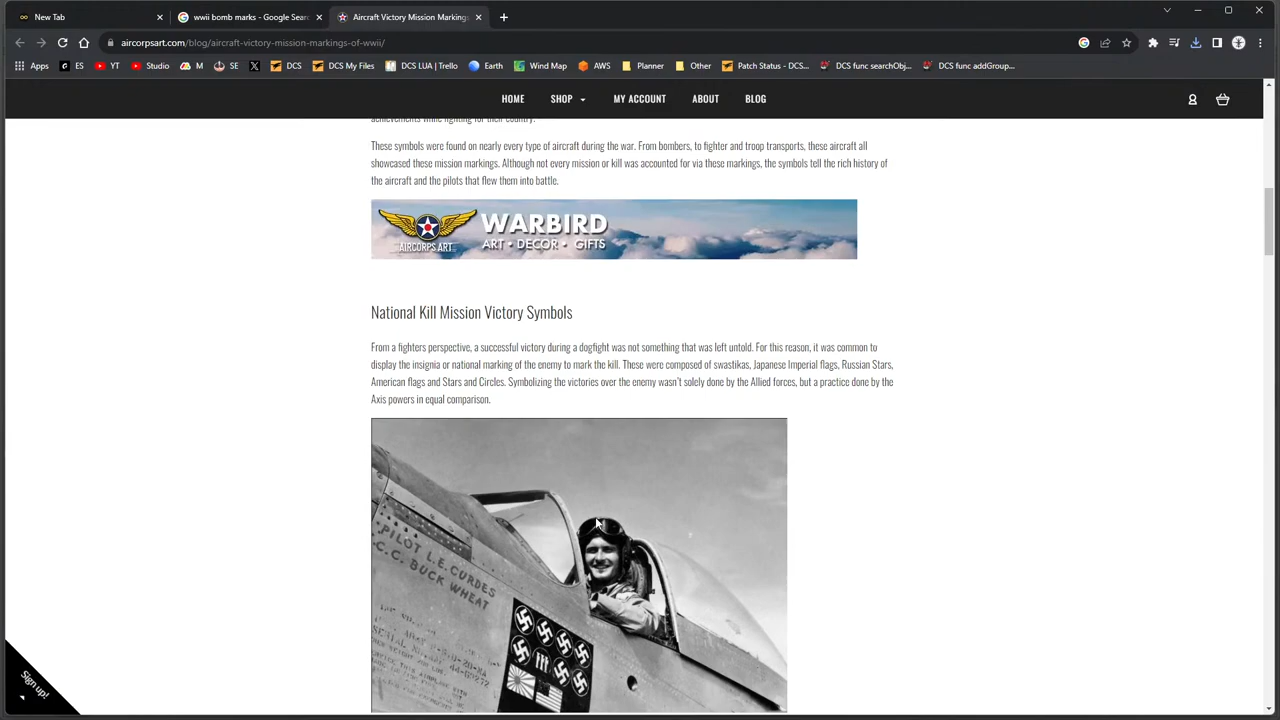 New Tab
wwii bomb marks - Google Sear
Aircraft Victory Mission Markings
aircorpsart.com/blog/aircraft-victory-mission-markings-of-wwii/
Apps ES YT Studio M SE DCS DCS My Files DCS LUA | Trello Earth Wind Map AWS Planner Other Patch Status - DCS... DCS func searchObj... DCS func addGroup...
HOME SHOP MY ACCOUNT ABOUT BLOG
achievements while fighting for their country.
These symbols were found on nearly every type of aircraft during the war. From bombers, to fighter and troop transports, these aircraft all
showcased these mission markings. Although not every mission or kill was accounted for via these markings, the symbols tell the rich history of
the aircraft and the pilots that flew them into battle.
AIRCORPS ART
WARBIRD
ART • DECOR • GIFTS
National Kill Mission Victory Symbols
From a fighters perspective, a successful victory during a dogfight was not something that was left untold. For this reason, it was common to
display the insignia or national marking of the enemy to mark the kill. These were composed of swastikas, Japanese Imperial flags, Russian Stars,
American flags and Stars and Circles. Symbolizing the victories over the enemy wasn't solely done by the Allied forces, but a practice done by the
Axis powers in equal comparison.
PILOT L.E. CURDES
C.C. BUCK WHEAT
Sign up!